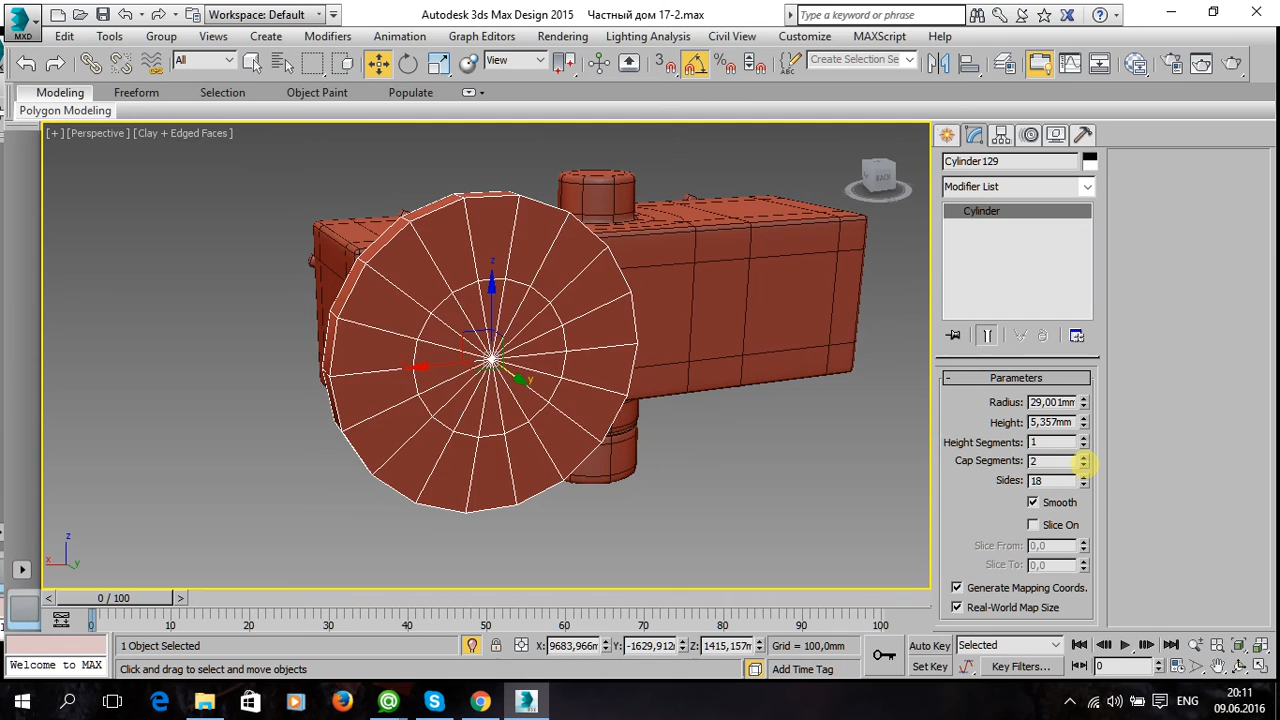 Workspace: Default
Autodesk 3ds Max Design 2015 Частный дом 17-2.max
Type a keyword or phrase
MXD
Edit Tools Group Views Create Modifiers Animation Graph Editors Rendering Lighting Analysis Civil View Customize MAXScript Help
All
View
3
Create Selection Se
Modeling Freeform Selection Object Paint Populate
Polygon Modeling
[+] [Perspective] [Clay + Edged Faces]
BACK
z
y
z
x
y
Cylinder129
Modifier List
Cylinder
- Parameters
Radius: 29,001mm
Height: 5,357mm
Height Segments: 1
Cap Segments: 2
Sides: 18
Smooth
Slice On
Slice From: 0,0
Slice To: 0,0
Generate Mapping Coords.
Real-World Map Size
< 0 / 100 >
0 10 20 30 40 50 60 70 80 90 100
1 Object Selected
X: 9683,966m
Y: -1629,912
Z: 1415,157m
Grid = 100,0mm
Auto Key
Selected
Welcome to MAX
Click and drag to select and move objects
Add Time Tag
Set Key
Key Filters...
0
ENG
20:11
09.06.2016